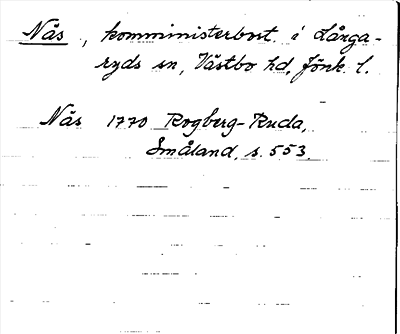 Näs, komministerbost. i Långa-
ryds sn, Västbo hd, Jönk. l.
Näs 1770 Rogberg-Ruda,
Småland, s. 553.